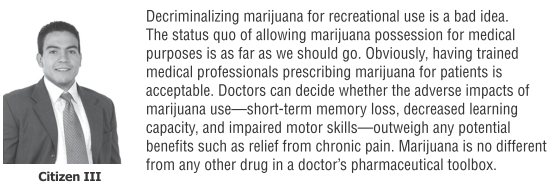 Decriminalizing marijuana for recreational use is a bad idea.
The status quo of allowing marijuana possession for medical
purposes is as far as we should go. Obviously, having trained
medical professionals prescribing marijuana for patients is
acceptable. Doctors can decide whether the adverse impacts of
marijuana use—short-term memory loss, decreased learning
capacity, and impaired motor skills—outweigh any potential
benefits such as relief from chronic pain. Marijuana is no different
from any other drug in a doctor’s pharmaceutical toolbox.
Citizen III